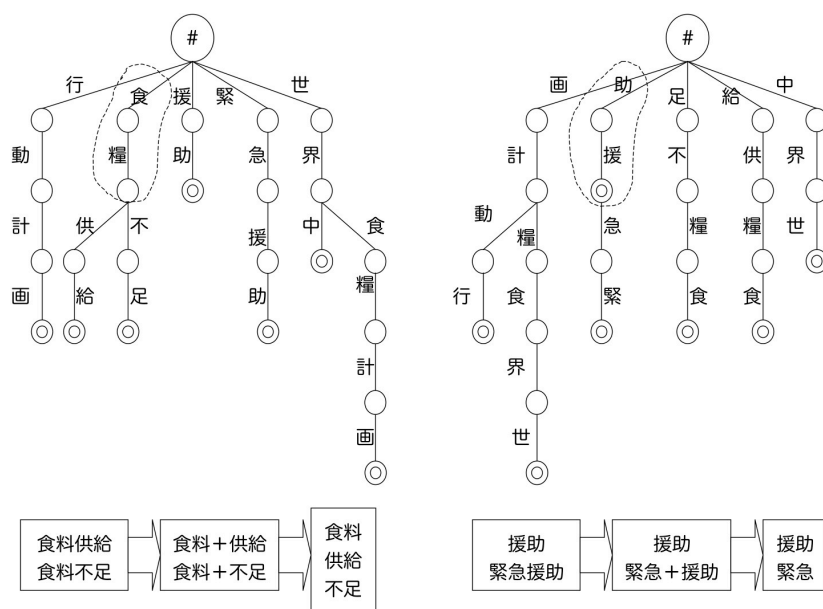 #
行
食
援
緊
世
動
糧
助
急
界
計
供
不
援
中
食
画
給
足
助
糧
計
画
#
画
助
足
給
中
計
援
不
供
界
動
糧
急
糧
糧
世
行
食
緊
食
食
界
世
食料供給
食料不足
食料+供給
食料+不足
食料
供給
不足
援助
緊急援助
援助
緊急+援助
援助
緊急